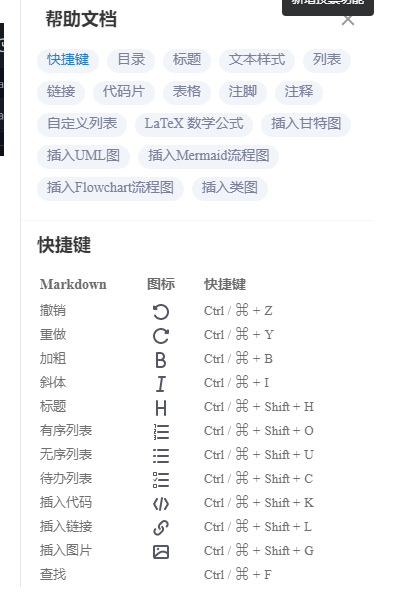 帮助文档
快捷键 目录 标题 文本样式 列表
链接 代码片 表格 注脚 注释
自定义列表 LaTeX 数学公式 插入甘特图
插入UML图 插入Mermaid流程图
插入Flowchart流程图 插入类图
快捷键
Markdown 图标 快捷键
撤销 Ctrl / ⌘ + Z
重做 Ctrl / ⌘ + Y
加粗 B Ctrl / ⌘ + B
斜体 I Ctrl / ⌘ + I
标题 H Ctrl / ⌘ + Shift + H
有序列表 Ctrl / ⌘ + Shift + O
无序列表 Ctrl / ⌘ + Shift + U
待办列表 Ctrl / ⌘ + Shift + C
插入代码 Ctrl / ⌘ + Shift + K
插入链接 Ctrl / ⌘ + Shift + L
插入图片 Ctrl / ⌘ + Shift + G
查找 Ctrl / ⌘ + F